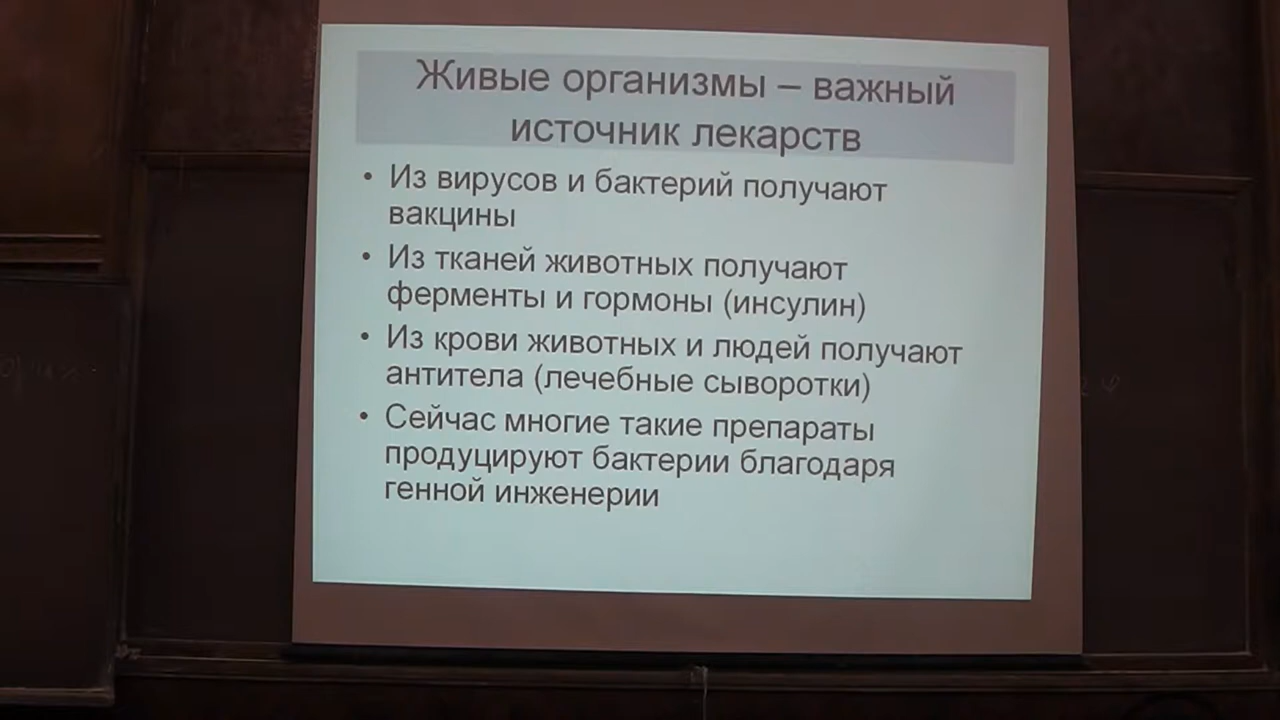 Живые организмы – важный
источник лекарств
• Из вирусов и бактерий получают
вакцины
• Из тканей животных получают
ферменты и гормоны (инсулин)
• Из крови животных и людей получают
антитела (лечебные сыворотки)
• Сейчас многие такие препараты
продуцируют бактерии благодаря
генной инженерии